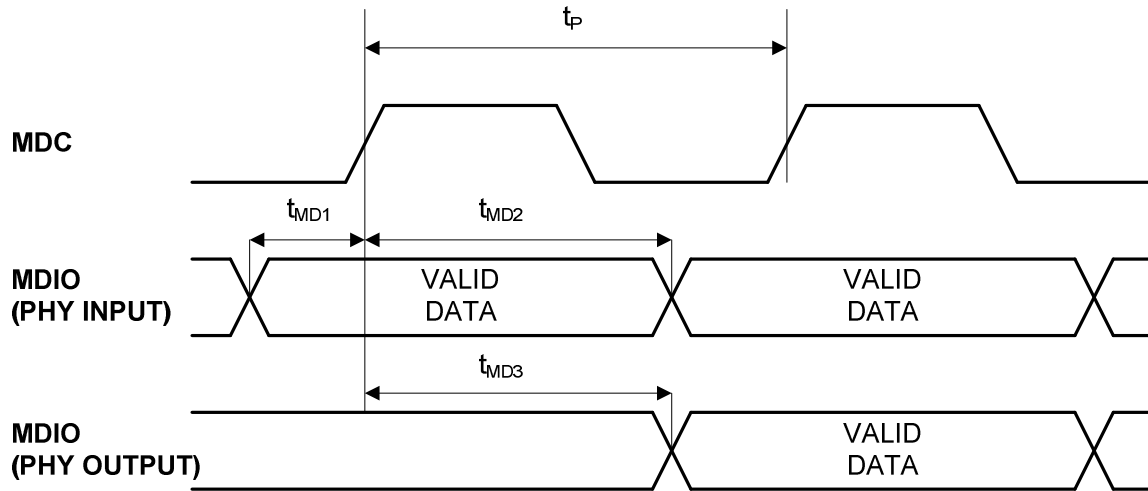 tP
MDC
tMD1
tMD2
MDIO
(PHY INPUT)
VALID
DATA
VALID
DATA
tMD3
MDIO
(PHY OUTPUT)
VALID
DATA